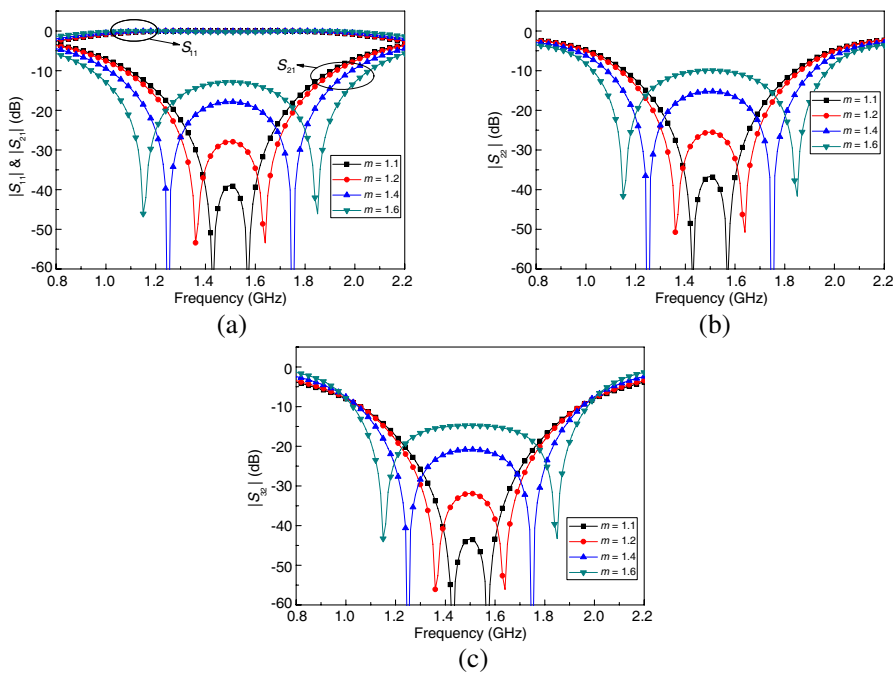 0
-10
-20
-30
-40
-50
-60
|S11| & |S21| (dB)
S11
S21
m = 1.1
m = 1.2
m = 1.4
m = 1.6
0.8 1.0 1.2 1.4 1.6 1.8 2.0 2.2
Frequency (GHz)
(a)
0
-10
-20
-30
-40
-50
-60
|S22| (dB)
m = 1.1
m = 1.2
m = 1.4
m = 1.6
0.8 1.0 1.2 1.4 1.6 1.8 2.0 2.2
Frequency (GHz)
(b)
0
-10
-20
-30
-40
-50
-60
|S32| (dB)
m = 1.1
m = 1.2
m = 1.4
m = 1.6
0.8 1.0 1.2 1.4 1.6 1.8 2.0 2.2
Frequency (GHz)
(c)